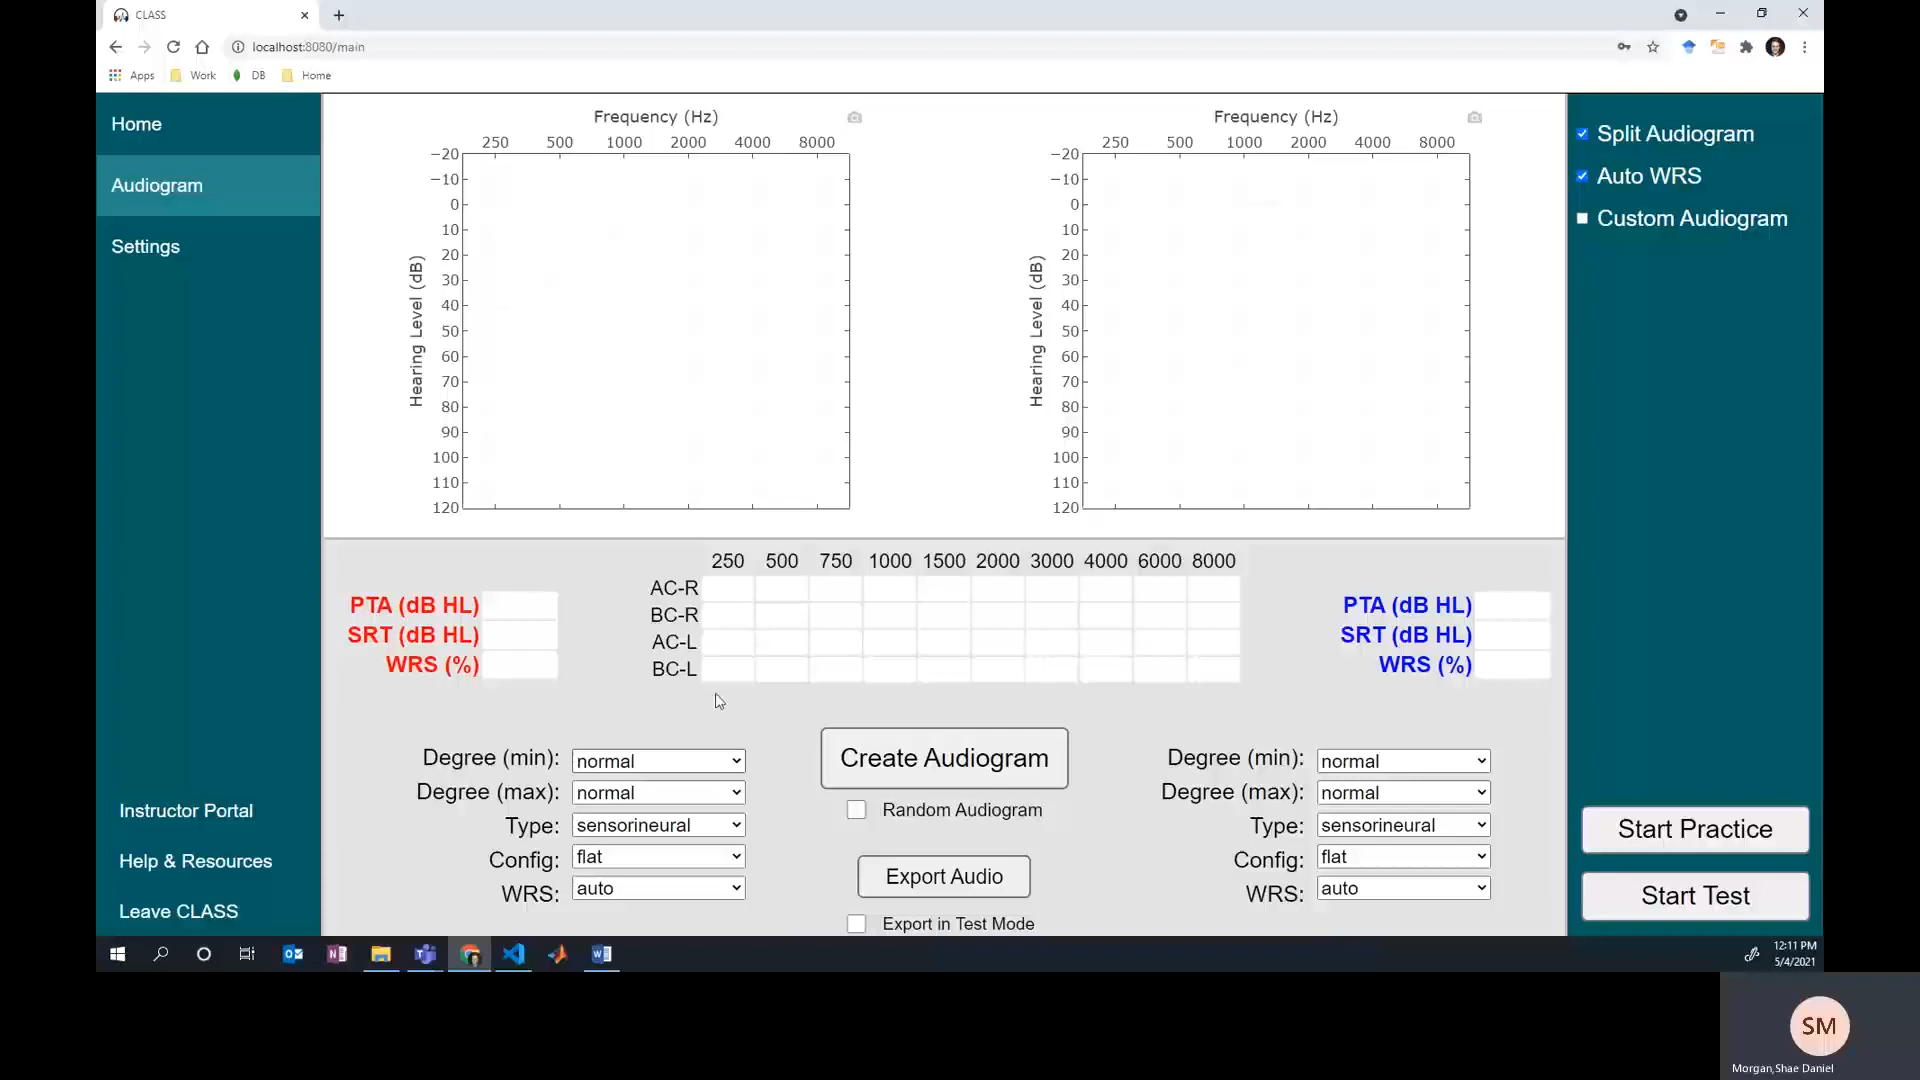 CLASS
localhost:8080/main
Apps Work DB Home
Home
Audiogram
Settings
Instructor Portal
Help & Resources
Leave CLASS
Frequency (Hz)
250 500 1000 2000 4000 8000
−20
−10
0
10
20
30
40
50
60
70
80
90
100
110
120
Hearing Level (dB)
Frequency (Hz)
250 500 1000 2000 4000 8000
−20
−10
0
10
20
30
40
50
60
70
80
90
100
110
120
Hearing Level (dB)
Split Audiogram
Auto WRS
Custom Audiogram
250 500 750 1000 1500 2000 3000 4000 6000 8000
AC-R
BC-R
AC-L
BC-L
PTA (dB HL)
SRT (dB HL)
WRS (%)
PTA (dB HL)
SRT (dB HL)
WRS (%)
Degree (min): normal
Degree (max): normal
Type: sensorineural
Config: flat
WRS: auto
Create Audiogram
Random Audiogram
Export Audio
Export in Test Mode
Degree (min): normal
Degree (max): normal
Type: sensorineural
Config: flat
WRS: auto
Start Practice
Start Test
12:11 PM
5/4/2021
SM
Morgan,Shae Daniel